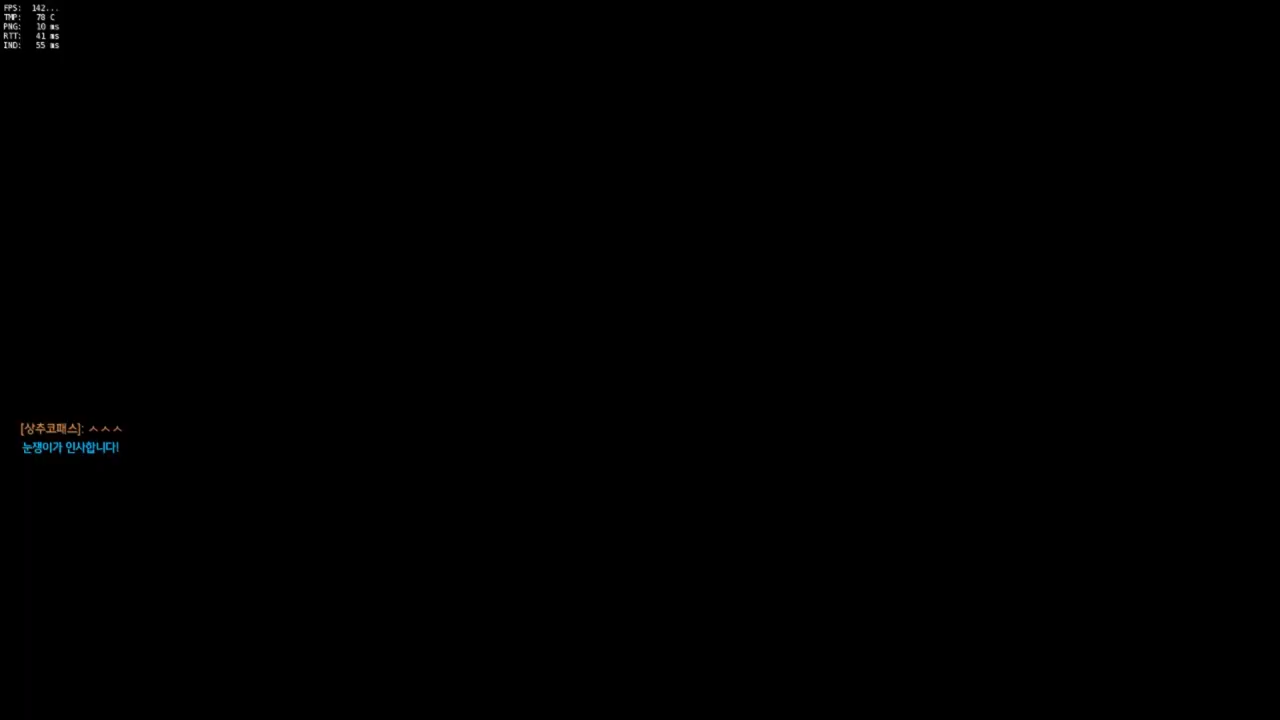 FPS: 142...
TMP: 78 C
PNG: 10 ms
RTT: 41 ms
IND: 55 ms
[상추코패스]: ㅅㅅㅅ
눈쟁이가 인사합니다!